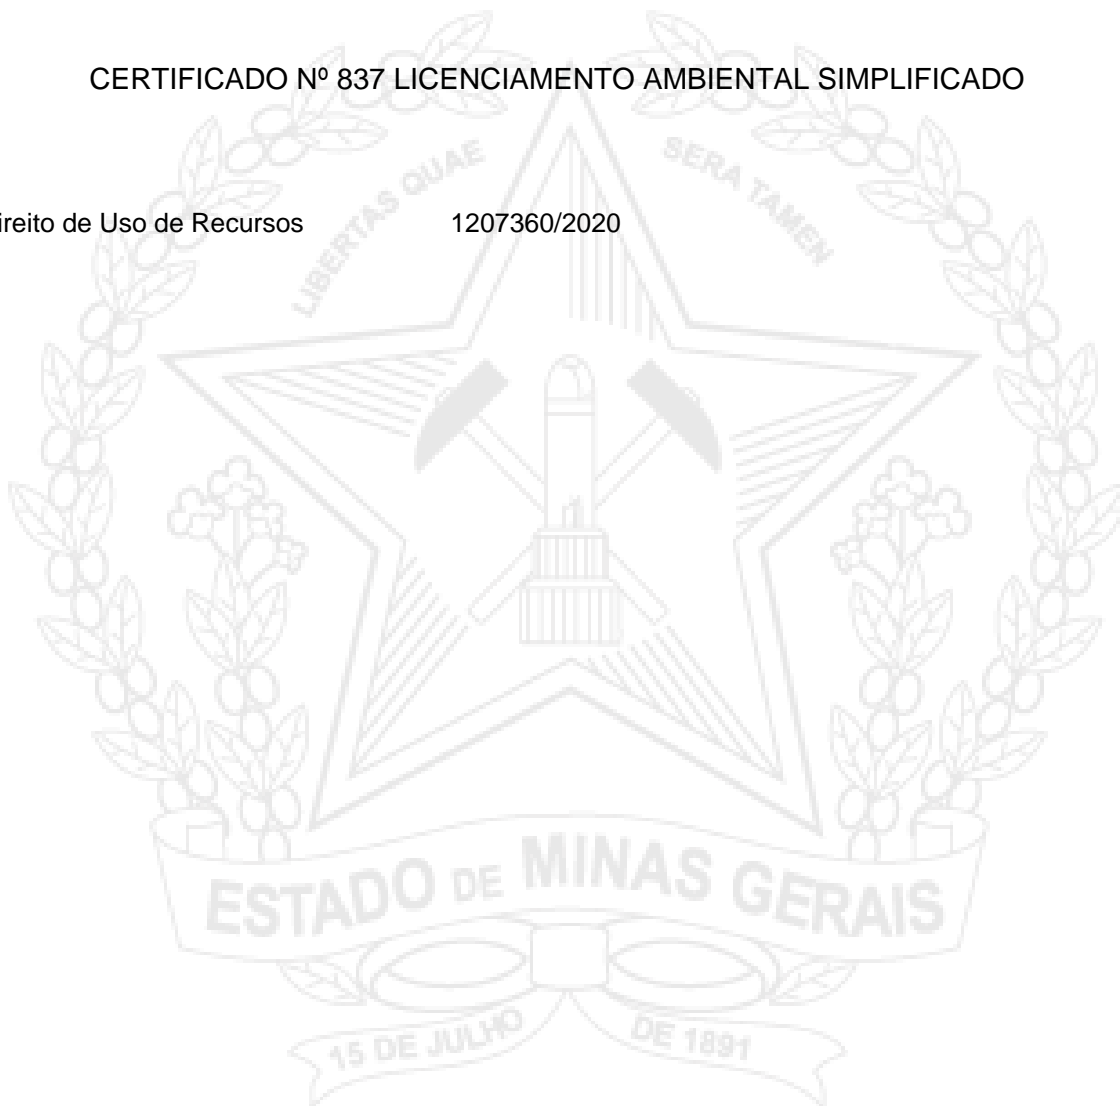 CERTIFICADO Nº 837 LICENCIAMENTO AMBIENTAL SIMPLIFICADO
LIBERTAS QUAE SERA TAMEN
ireito de Uso de Recursos 1207360/2020
ESTADO DE MINAS GERAIS
15 DE JULHO DE 1891